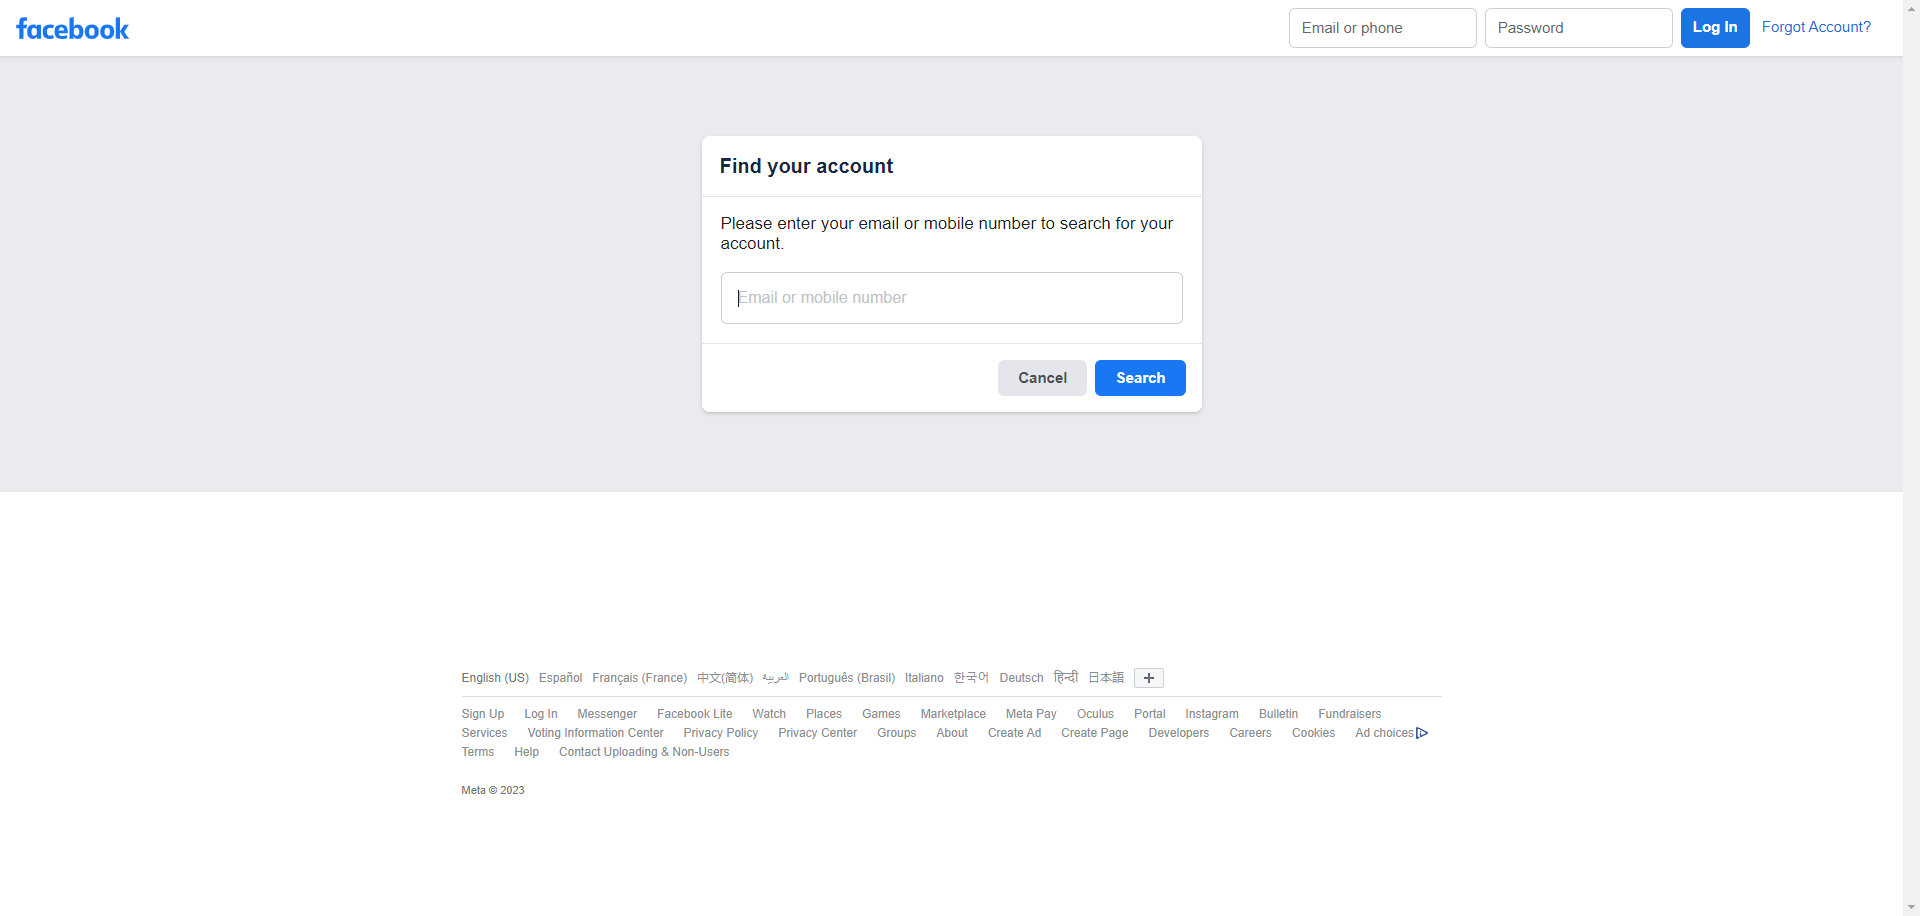 facebook
Email or phone Password Log In Forgot Account?
Find your account
Please enter your email or mobile number to search for your
account.
Email or mobile number
Cancel Search
English (US) Español Français (France) 中文(简体) العربية Português (Brasil) Italiano 한국어 Deutsch हिन्दी 日本語 +
Sign Up Log In Messenger Facebook Lite Watch Places Games Marketplace Meta Pay Oculus Portal Instagram Bulletin Fundraisers
Services Voting Information Center Privacy Policy Privacy Center Groups About Create Ad Create Page Developers Careers Cookies Ad choices
Terms Help Contact Uploading & Non-Users
Meta © 2023